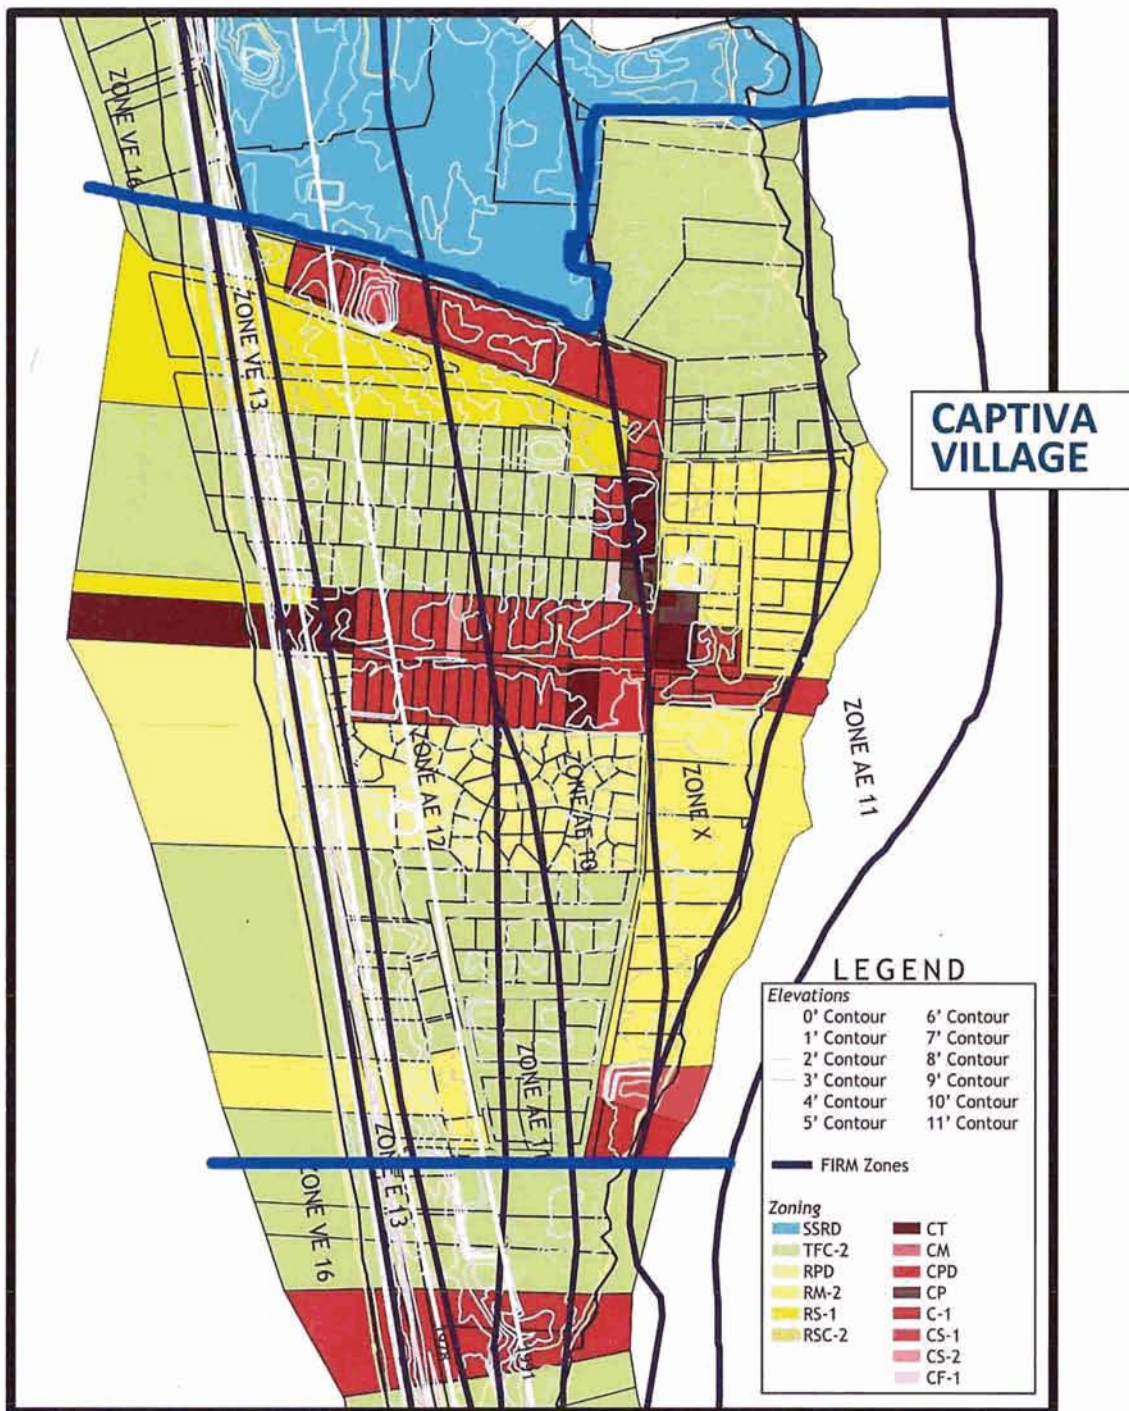 ZONE VE 16
ZONE VE 13
CAPTIVA
VILLAGE
ZONE AE 12
ZONE AE 13
ZONE X
ZONE AE 11
ZONE AE 11
ZONE VE 16
1978
1991
LEGEND
Elevations
0' Contour 6' Contour
1' Contour 7' Contour
2' Contour 8' Contour
3' Contour 9' Contour
4' Contour 10' Contour
5' Contour 11' Contour
FIRM Zones
Zoning
SSRD CT
TFC-2 CM
RPD CPD
RM-2 CP
RS-1 C-1
RSC-2 CS-1
CS-2
CF-1